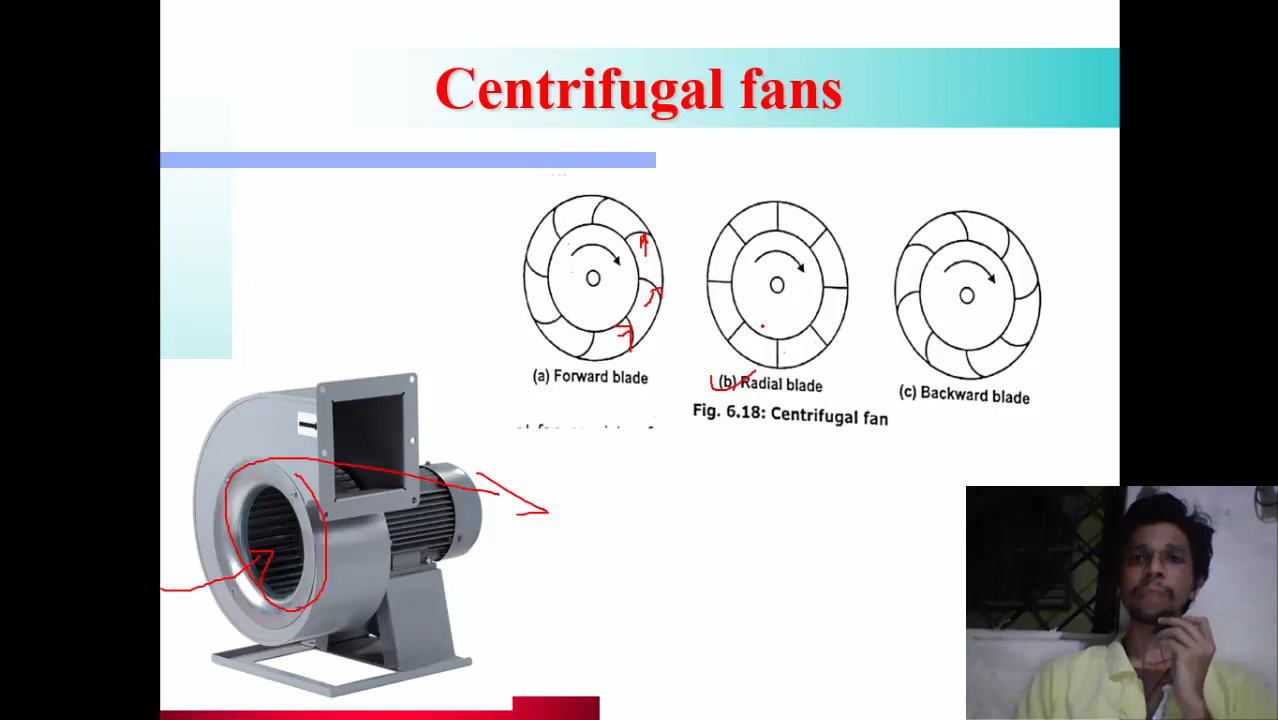 Centrifugal fans
(a) Forward blade
(b) Radial blade
(c) Backward blade
Fig. 6.18: Centrifugal fan